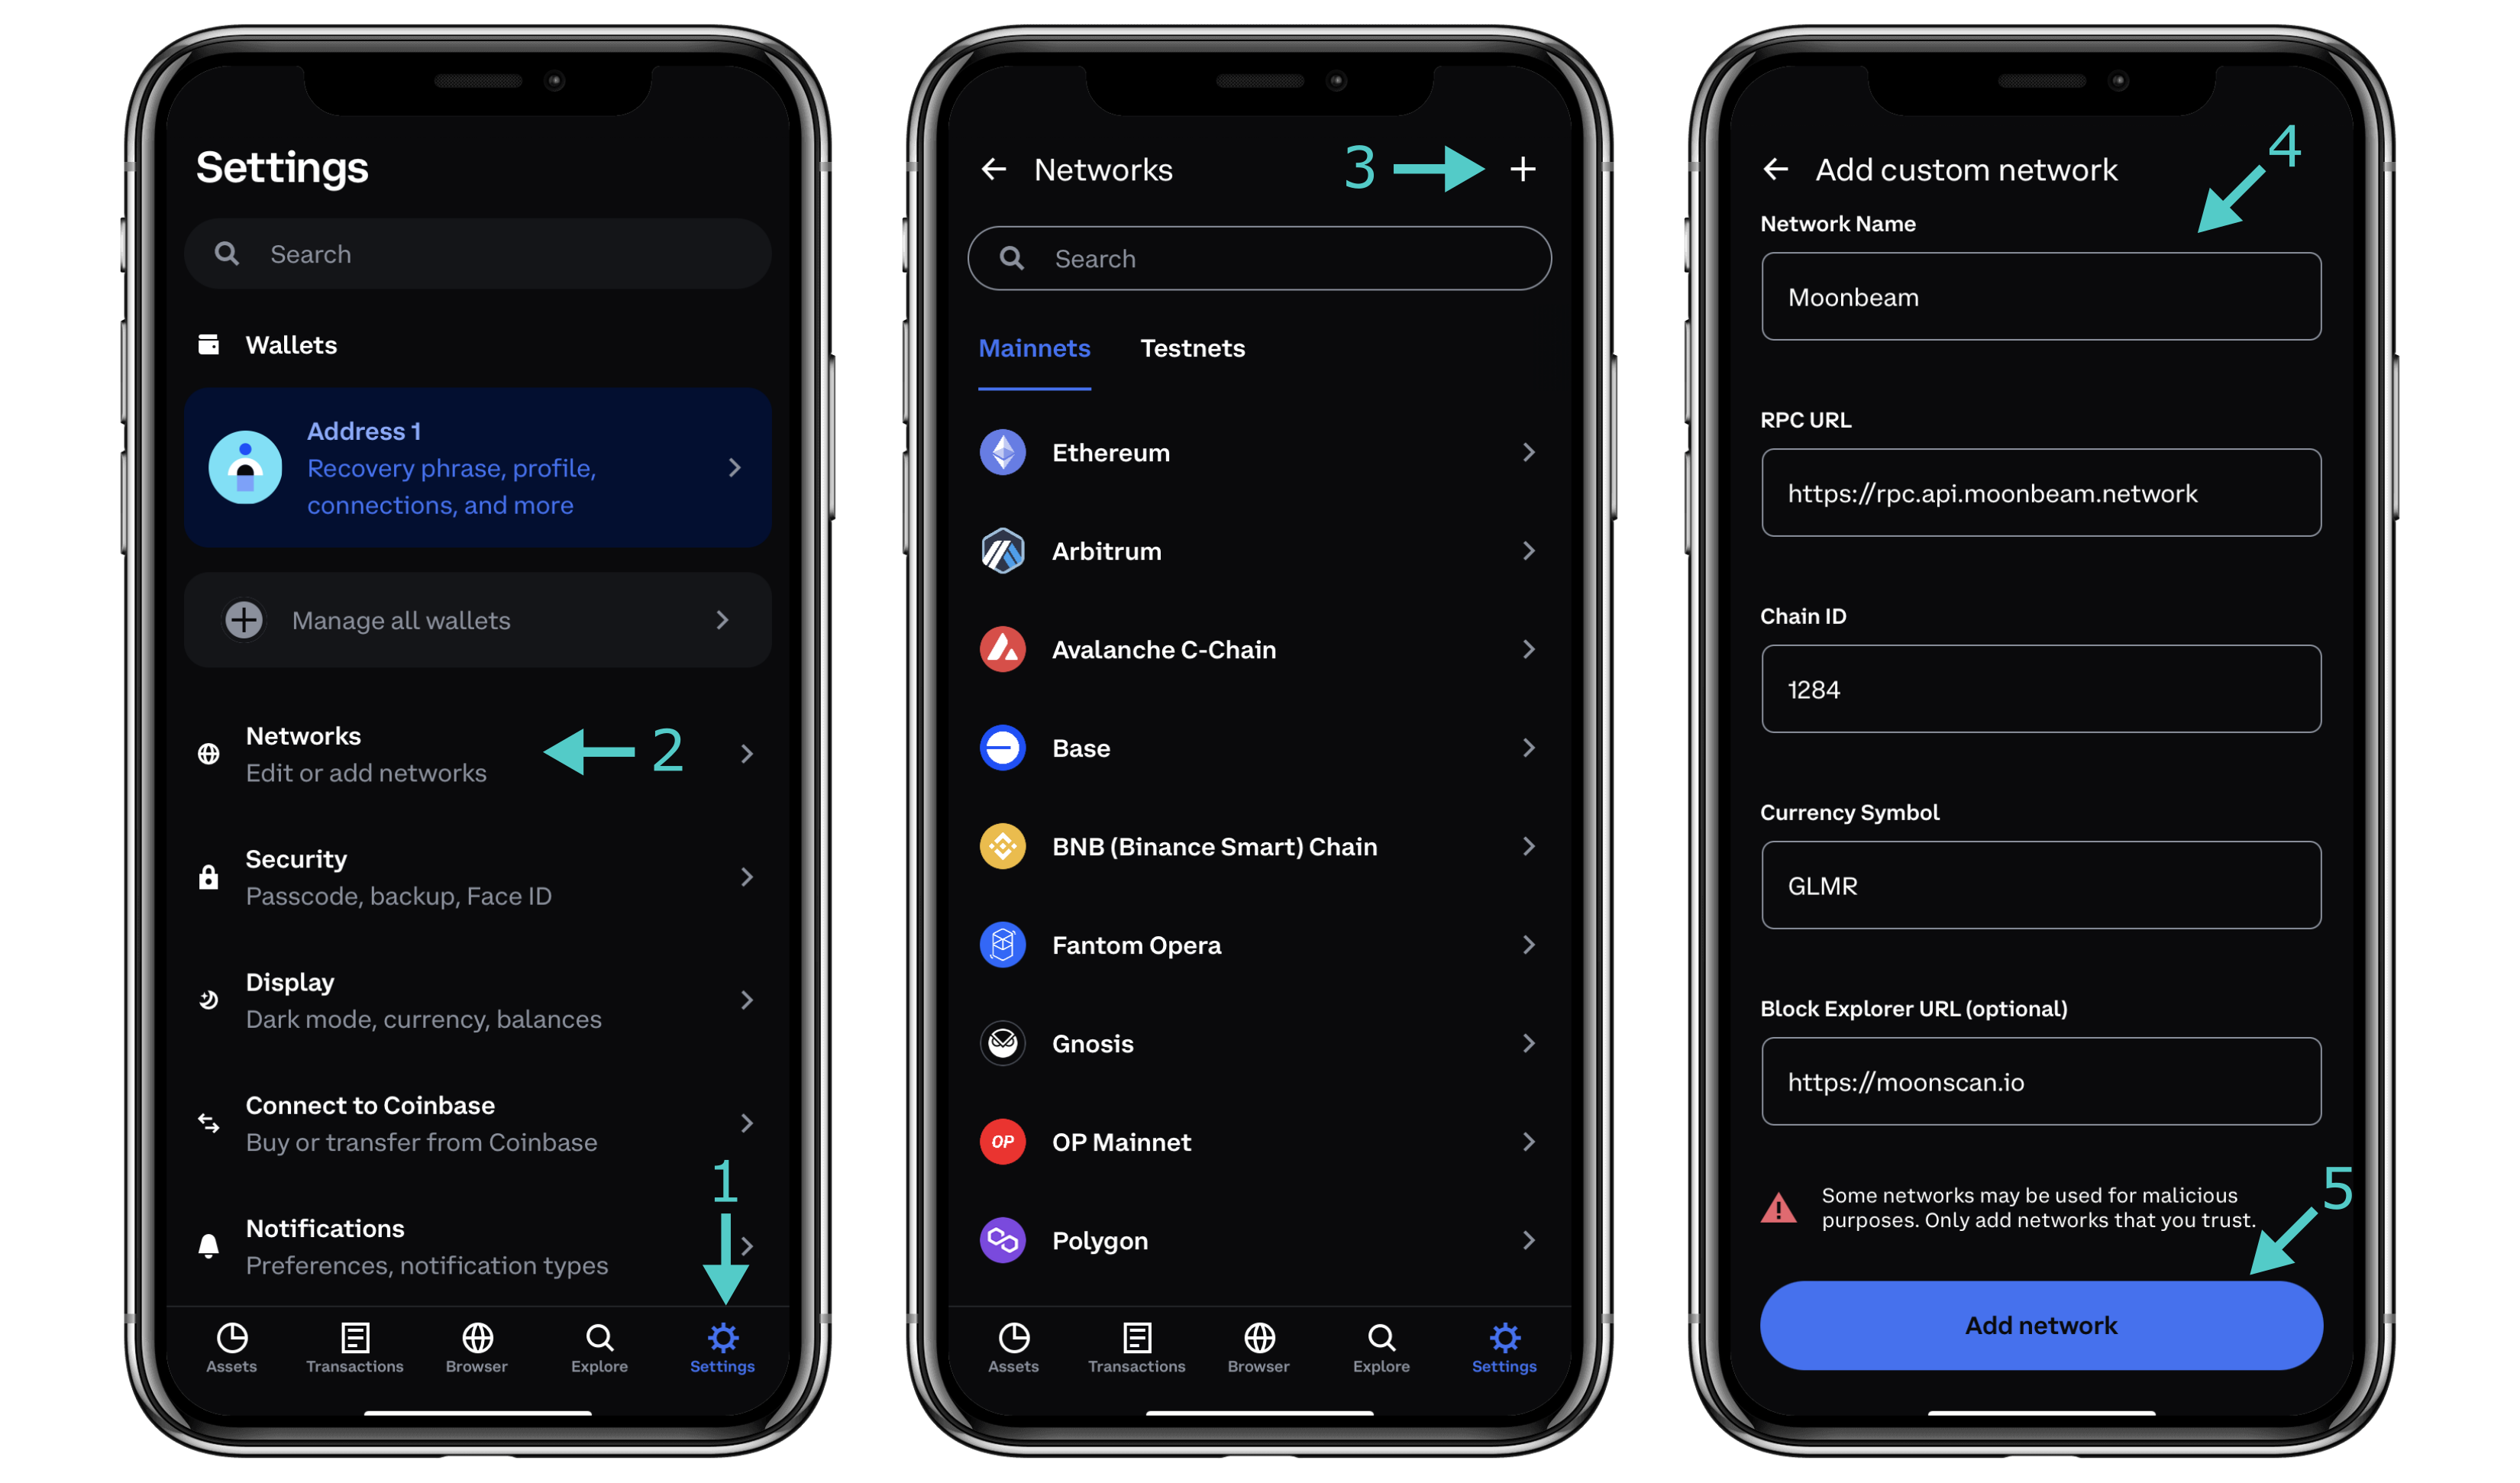 Settings
Search
Wallets
Address 1
Recovery phrase, profile,
connections, and more
Manage all wallets
Networks
Edit or add networks
2
Security
Passcode, backup, Face ID
Display
Dark mode, currency, balances
Connect to Coinbase
Buy or transfer from Coinbase
1
Notifications
Preferences, notification types
Assets Transactions Browser Explore Settings
Networks
3
Search
Mainnets Testnets
Ethereum
Arbitrum
Avalanche C-Chain
Base
BNB (Binance Smart) Chain
Fantom Opera
Gnosis
OP OP Mainnet
Polygon
Assets Transactions Browser Explore Settings
4
Add custom network
Network Name
Moonbeam
RPC URL
https://rpc.api.moonbeam.network
Chain ID
1284
Currency Symbol
GLMR
Block Explorer URL (optional)
https://moonscan.io
5
Some networks may be used for malicious
purposes. Only add networks that you trust.
Add network